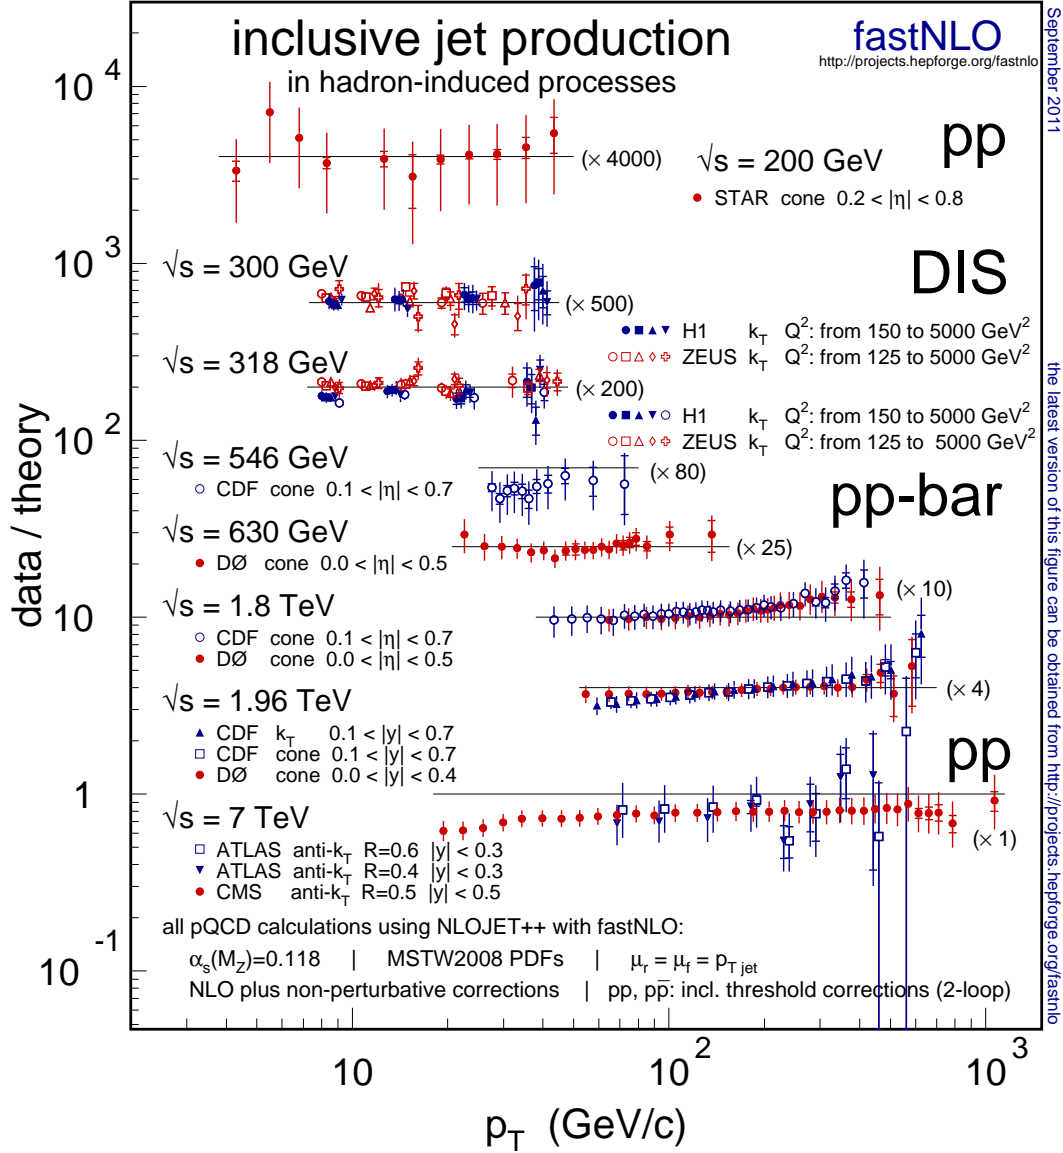 inclusive jet production
in hadron-induced processes
fastNLO
http://projects.hepforge.org/fastnlo
September 2011
the latest version of this figure can be obtained from http://projects.hepforge.org/fastnlo
data / theory
10⁴
10³
10²
10
1
10⁻¹
pp
√s = 200 GeV
STAR cone 0.2 < |η| < 0.8
(× 4000)
DIS
√s = 300 GeV
(× 500)
H1 k_T Q²: from 150 to 5000 GeV²
ZEUS k_T Q²: from 125 to 5000 GeV²
√s = 318 GeV
(× 200)
H1 k_T Q²: from 150 to 5000 GeV²
ZEUS k_T Q²: from 125 to 5000 GeV²
pp-bar
√s = 546 GeV
(× 80)
CDF cone 0.1 < |η| < 0.7
√s = 630 GeV
(× 25)
DØ cone 0.0 < |η| < 0.5
√s = 1.8 TeV
(× 10)
CDF cone 0.1 < |η| < 0.7
DØ cone 0.0 < |η| < 0.5
√s = 1.96 TeV
(× 4)
CDF k_T 0.1 < |y| < 0.7
CDF cone 0.1 < |y| < 0.7
DØ cone 0.0 < |y| < 0.4
pp
√s = 7 TeV
(× 1)
ATLAS anti-k_T R=0.6 |y| < 0.3
ATLAS anti-k_T R=0.4 |y| < 0.3
CMS anti-k_T R=0.5 |y| < 0.5
all pQCD calculations using NLOJET++ with fastNLO:
α_s(M_Z)=0.118 | MSTW2008 PDFs | μ_r = μ_f = p_T jet
NLO plus non-perturbative corrections | pp, pp̅: incl. threshold corrections (2-loop)
10
10²
10³
p_T (GeV/c)